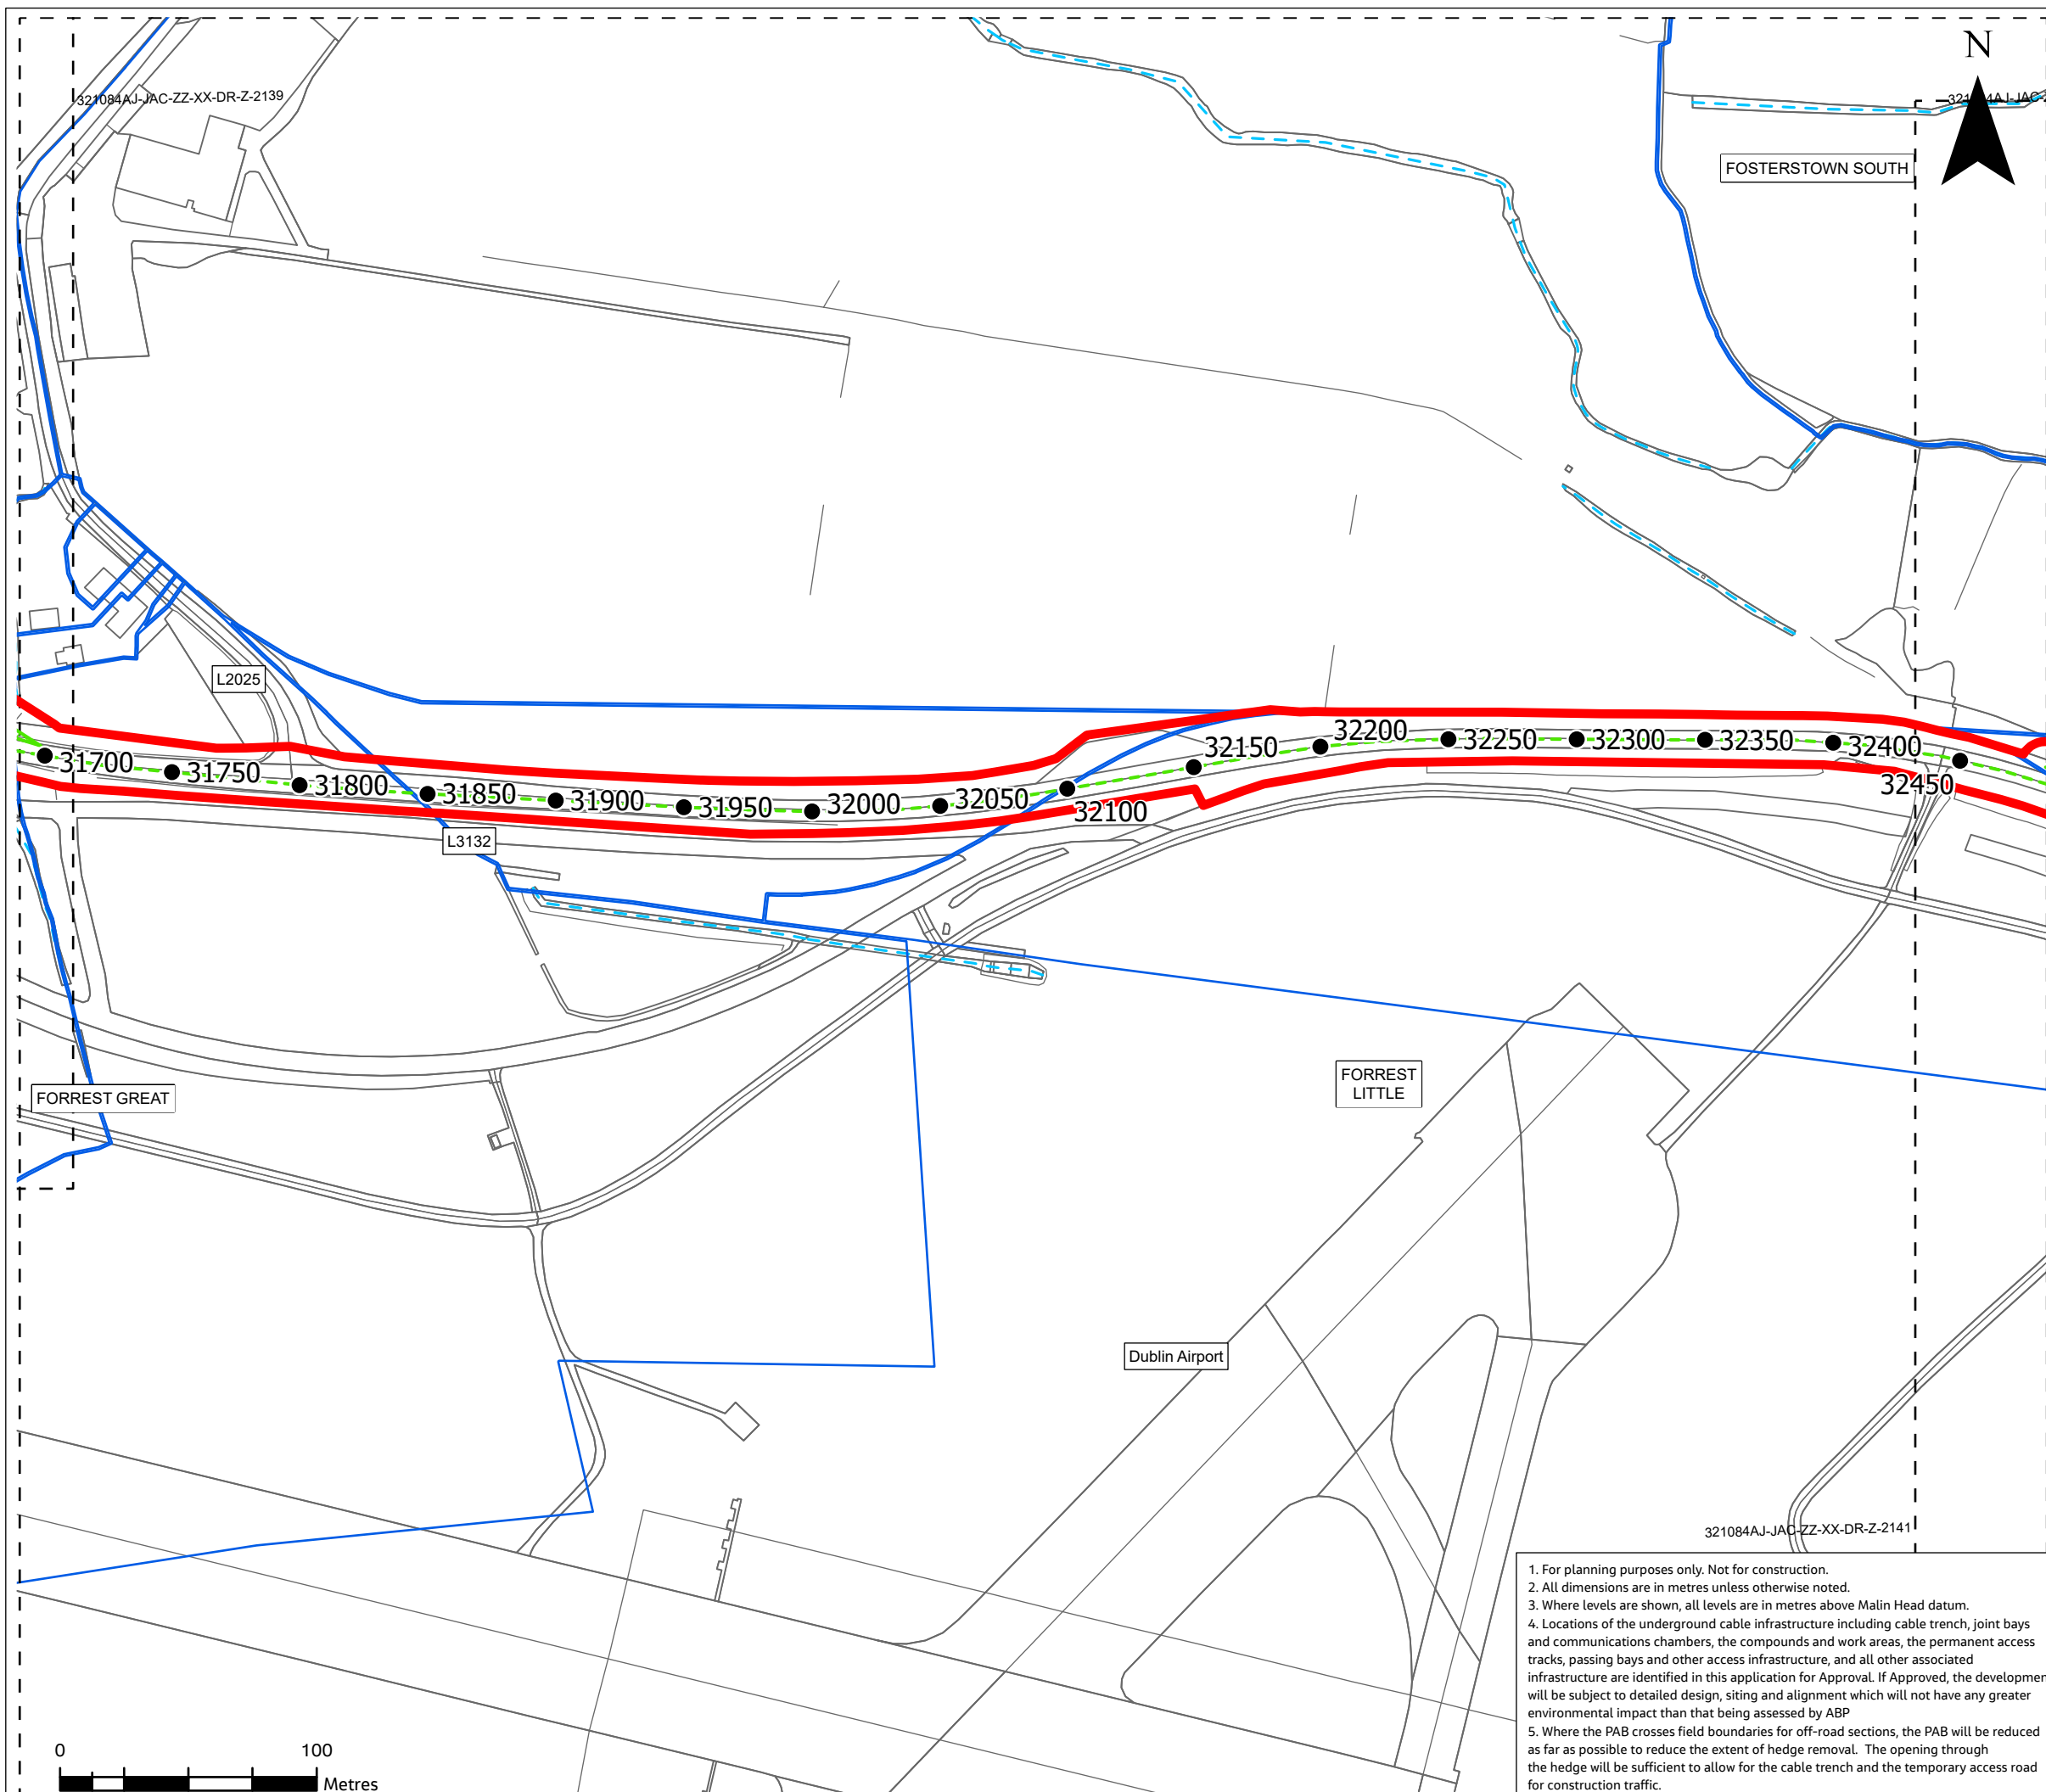 N
321084AJ-JAC-ZZ-XX-DR-Z-2139
FOSTERSTOWN SOUTH
L2025
31700
31750
31800
31850
31900
31950
32000
32050
32100
32150
32200
32250
32300
32350
32400
32450
L3132
FORREST GREAT
FORREST
LITTLE
Dublin Airport
321084AJ-JAC-ZZ-XX-DR-Z-2141
1. For planning purposes only. Not for construction.
2. All dimensions are in metres unless otherwise noted.
3. Where levels are shown, all levels are in metres above Malin Head datum.
4. Locations of the underground cable infrastructure including cable trench, joint bays
and communications chambers, the compounds and work areas, the permanent access
tracks, passing bays and other access infrastructure, and all other associated
infrastructure are identified in this application for Approval. If Approved, the developmen
will be subject to detailed design, siting and alignment which will not have any greater
environmental impact than that being assessed by ABP
5. Where the PAB crosses field boundaries for off-road sections, the PAB will be reduced
as far as possible to reduce the extent of hedge removal. The opening through
the hedge will be sufficient to allow for the cable trench and the temporary access road
for construction traffic.
0 100
Metres